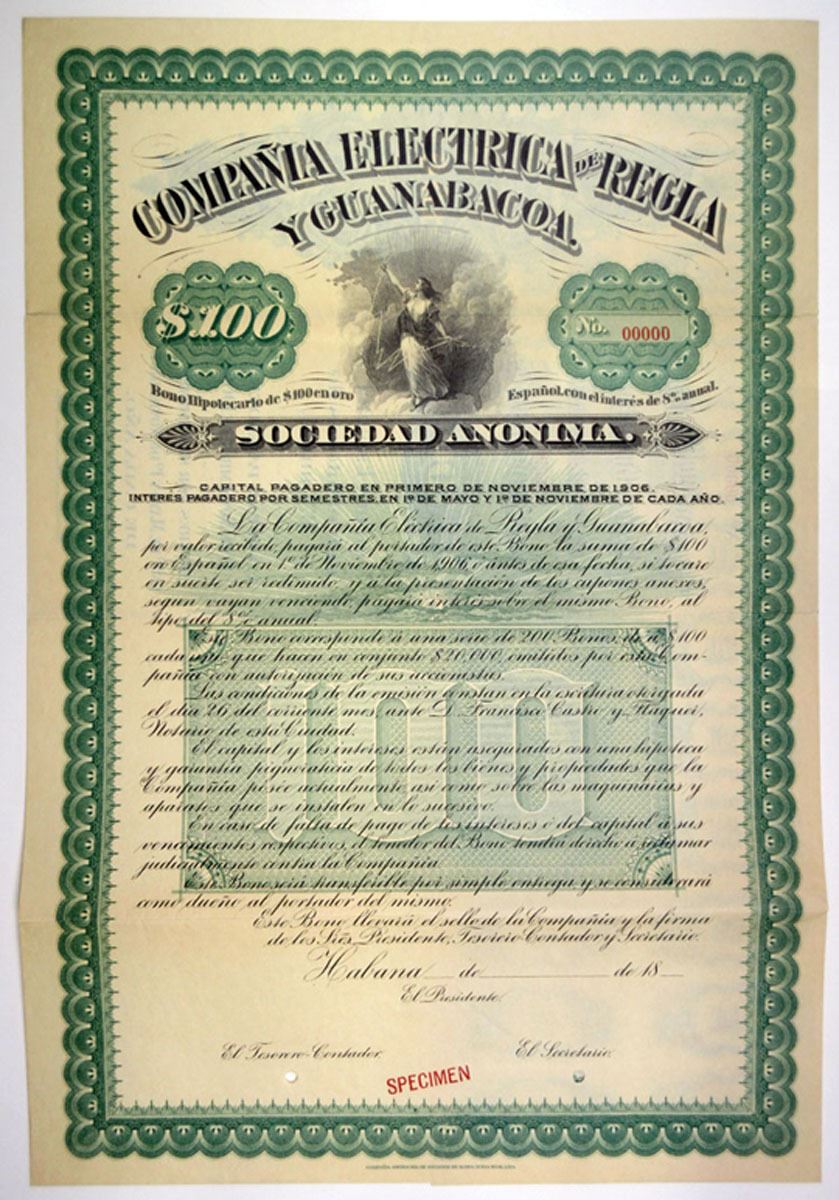 COMPAÑIA ELECTRICA DE REGLA
Y GUANABACOA.
$100
No. 00000
Bono Hipotecario de $100 en oro
Español, con el interés de 8% anual.
SOCIEDAD ANONIMA.
CAPITAL PAGADERO EN PRIMERO DE NOVIEMBRE DE 1906.
INTERES PAGADERO POR SEMESTRES, EN 1º DE MAYO Y 1º DE NOVIEMBRE DE CADA AÑO.
La Compañía Eléctrica de Regla y Guanabacoa,
por valor recibido, pagará al portador de este Bono la suma de $100
oro Español en 1º de Noviembre de 1906, ó antes de esa fecha, si tocare
en suerte ser redimido, y á la presentación de los cupones anexos,
según vayan venciendo, pagará interés sobre el mismo Bono, al
tipo del 8% anual.
Este Bono corresponde á una série de 200 Bonos, de á $100
cada uno que hacen en conjunto $20,000, emitidos por esta Com-
pañía con autorización de sus accionistas.
Las condiciones de la emisión constan en la escritura otorgada
el día 26 del corriente mes, ante D. Francisco Castro y Flaquer,
Notario de esta Ciudad.
El capital y los intereses están asegurados con una hipoteca
y garantía pignoraticia de todos los bienes y propiedades que la
Compañía posee actualmente, así como sobre las maquinarias y
aparatos que se instalen en lo sucesivo.
En caso de falta de pago de los intereses ó del capital á sus
vencimientos respectivos, el tenedor del Bono tendrá derecho á reclamar
judicialmente contra la Compañía.
Este Bono será transferible por simple entrega, y se considerará
como dueño al portador del mismo.
Este Bono llevará el sello de la Compañía y la firma
de los Srēs. Presidente, Tesorero-Contador y Secretario.
Habana de de 18
El Presidente.
El Tesorero-Contador.
El Secretario.
SPECIMEN
100